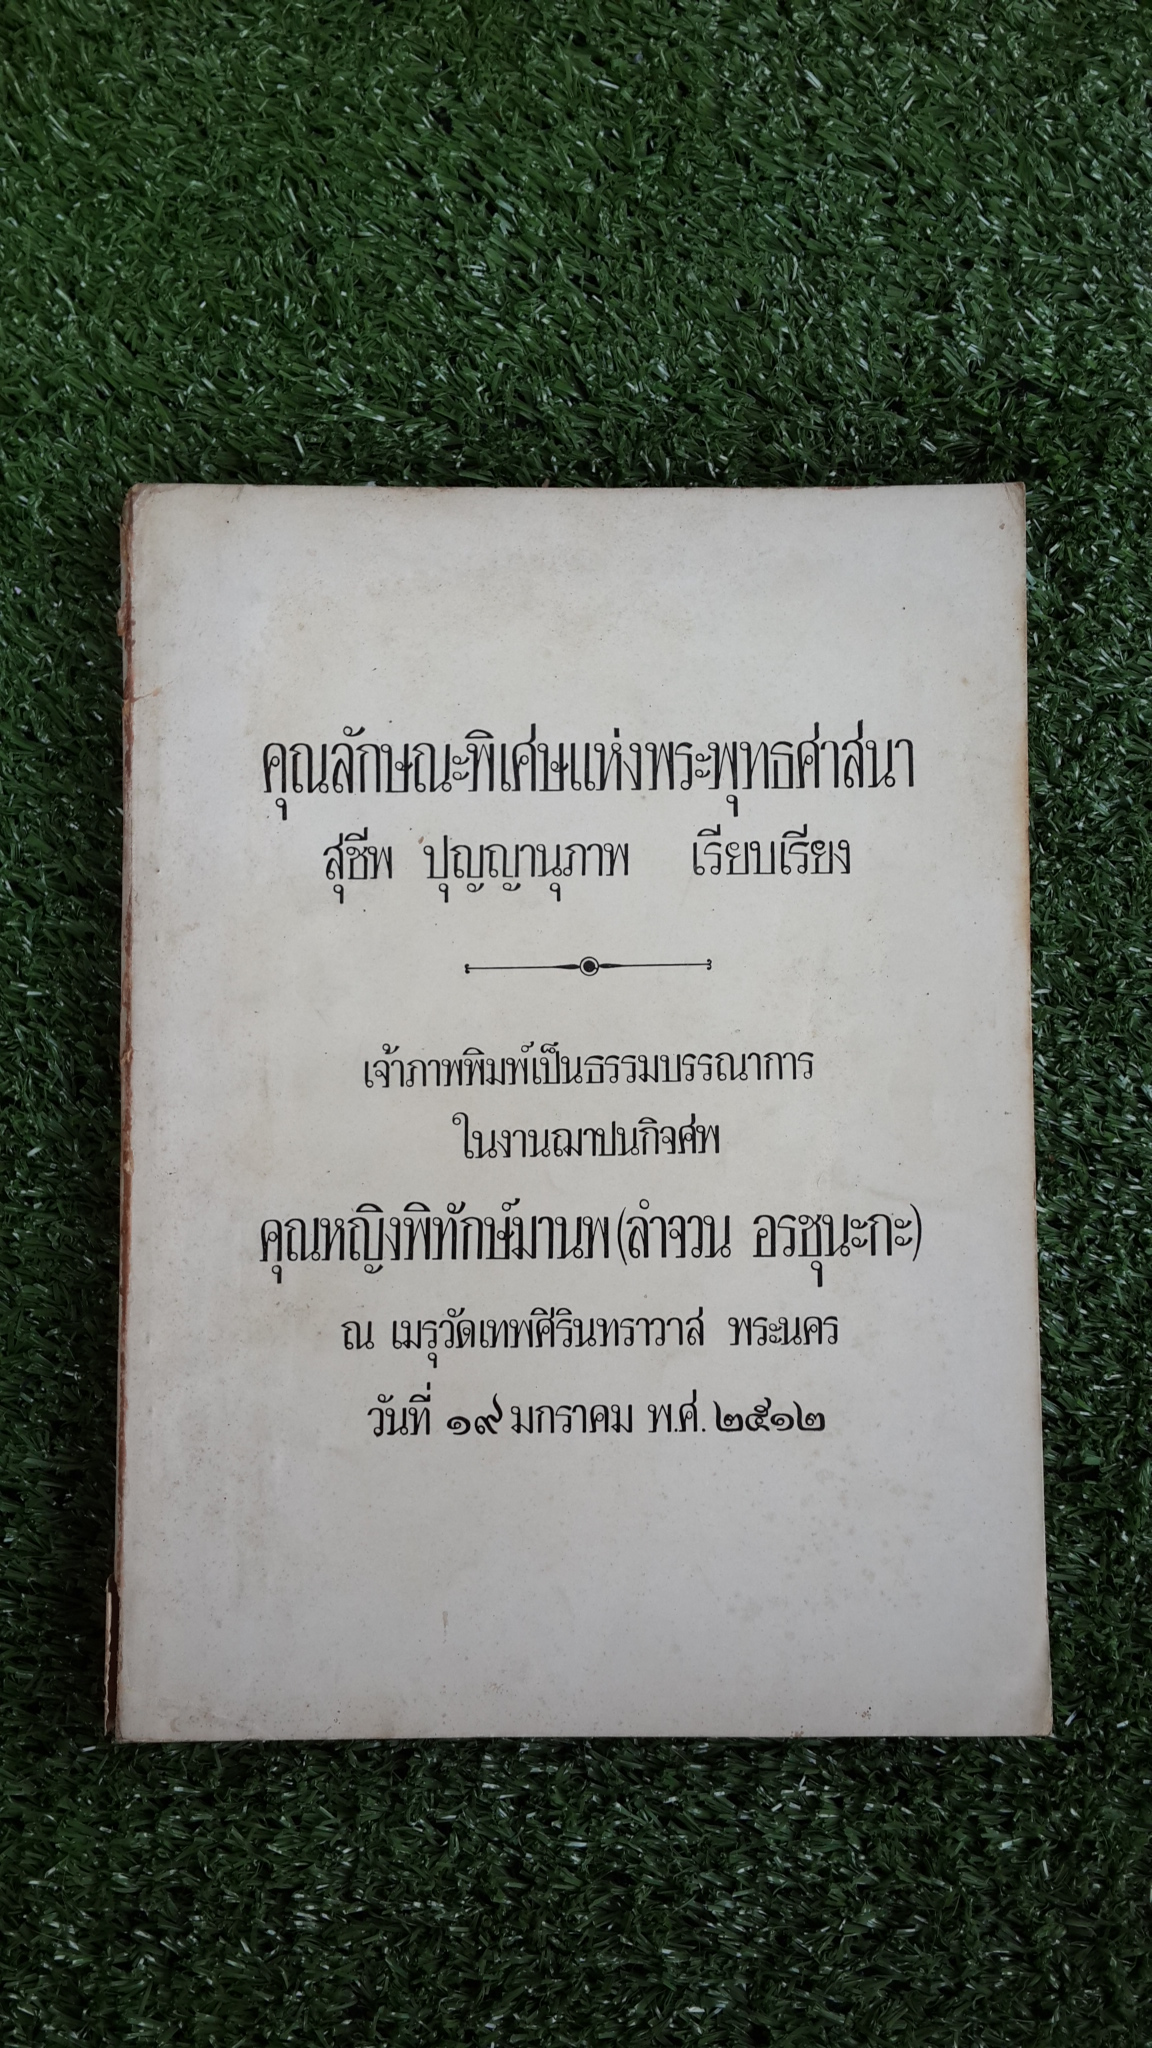 คุณลักษณะพิเศษแห่งพระพุทธศาสนา
สุชีพ ปุญญานุภาพ เรียบเรียง
เจ้าภาพพิมพ์เป็นธรรมบรรณาการ
ในงานฌาปนกิจศพ
คุณหญิงพิทักษ์มานพ(ลำจวน อรชุนะกะ)
ณ เมรุวัดเทพศิรินทราวาส พระนคร
วันที่ ๑๙ มกราคม พ.ศ. ๒๕๑๒